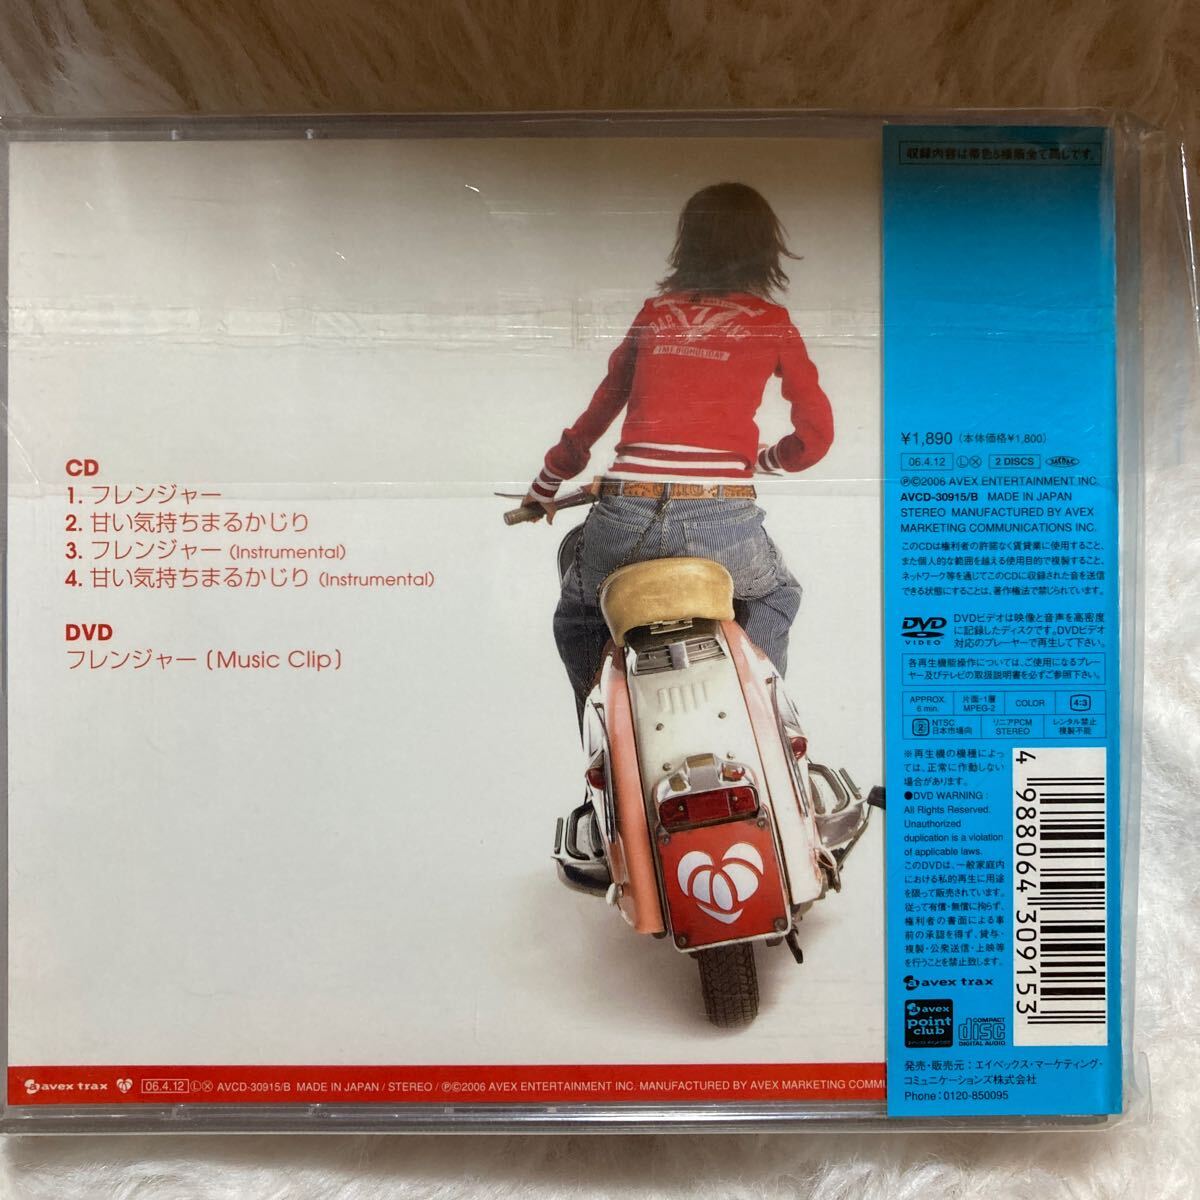 CD
1. フレンジャー
2. 甘い気持ちまるかじり
3. フレンジャー (Instrumental)
4. 甘い気持ちまるかじり (Instrumental)
DVD
フレンジャー [Music Clip]
avex trax 06.4.12 Ⓛ AVCD-30915/B MADE IN JAPAN / STEREO / ⓅⒸ2006 AVEX ENTERTAINMENT INC. MANUFACTURED BY AVEX MARKETING COMMU
収録内容は帯色5種類全て同じです。
¥1,890 (本体価格¥1,800)
06.4.12 Ⓛ 2 DISCS
ⓅⒸ2006 AVEX ENTERTAINMENT INC.
AVCD-30915/B MADE IN JAPAN
STEREO MANUFACTURED BY AVEX
MARKETING COMMUNICATIONS INC.
このCDは権利者の許諾なく賃貸業に使用すること、
また個人的な範囲を越える使用目的で複製すること、
ネットワーク等を通じてこのCDに収録された音を送信
できる状態にすることは、著作権法で禁じられています。
DVD VIDEO
DVDビデオは映像と音声を高密度
に記録したディスクです。DVDビデオ
対応のプレーヤーで再生して下さい。
各再生機能操作については、ご使用になるプレー
ヤー及びテレビの取扱説明書を必ずご参照下さい。
APPROX. 6 min. 片面・1層 MPEG-2 COLOR 4:3
2 NTSC 日本市場向 リニアPCM STEREO レンタル禁止 複製不能
※再生機の機種によっ
ては、正常に作動しない
場合があります。
●DVD WARNING :
All Rights Reserved.
Unauthorized
duplication is a violation
of applicable laws.
このDVDは、一般家庭内
における私的再生に用途
を限って販売されています。
従って有償・無償に拘らず、
権利者の書面による事
前の承認を得ず、貸与・
複製・公衆送信・上映等
を行うことを禁止致します。
4 988064 309153
avex trax
avex point club
COMPACT disc DIGITAL AUDIO
発売・販売元 : エイベックス・マーケティング・
コミュニケーションズ株式会社
Phone : 0120-850095